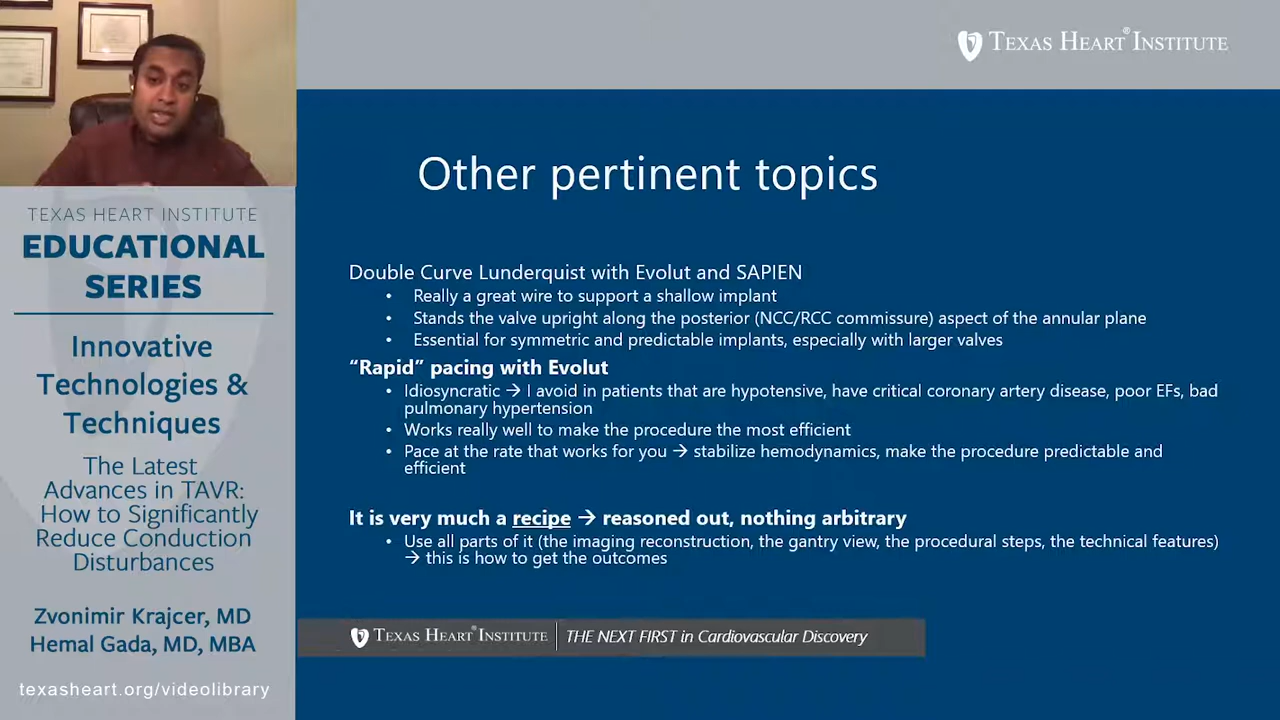 TEXAS HEART® INSTITUTE
Other pertinent topics
Double Curve Lunderquist with Evolut and SAPIEN
• Really a great wire to support a shallow implant
• Stands the valve upright along the posterior (NCC/RCC commissure) aspect of the annular plane
• Essential for symmetric and predictable implants, especially with larger valves
“Rapid” pacing with Evolut
• Idiosyncratic → I avoid in patients that are hypotensive, have critical coronary artery disease, poor EFs, bad
pulmonary hypertension
• Works really well to make the procedure the most efficient
• Pace at the rate that works for you → stabilize hemodynamics, make the procedure predictable and
efficient
It is very much a recipe → reasoned out, nothing arbitrary
• Use all parts of it (the imaging reconstruction, the gantry view, the procedural steps, the technical features)
→ this is how to get the outcomes
TEXAS HEART® INSTITUTE THE NEXT FIRST in Cardiovascular Discovery
TEXAS HEART INSTITUTE
EDUCATIONAL
SERIES
Innovative
Technologies &
Techniques
The Latest
Advances in TAVR:
How to Significantly
Reduce Conduction
Disturbances
Zvonimir Krajcer, MD
Hemal Gada, MD, MBA
texasheart.org/videolibrary